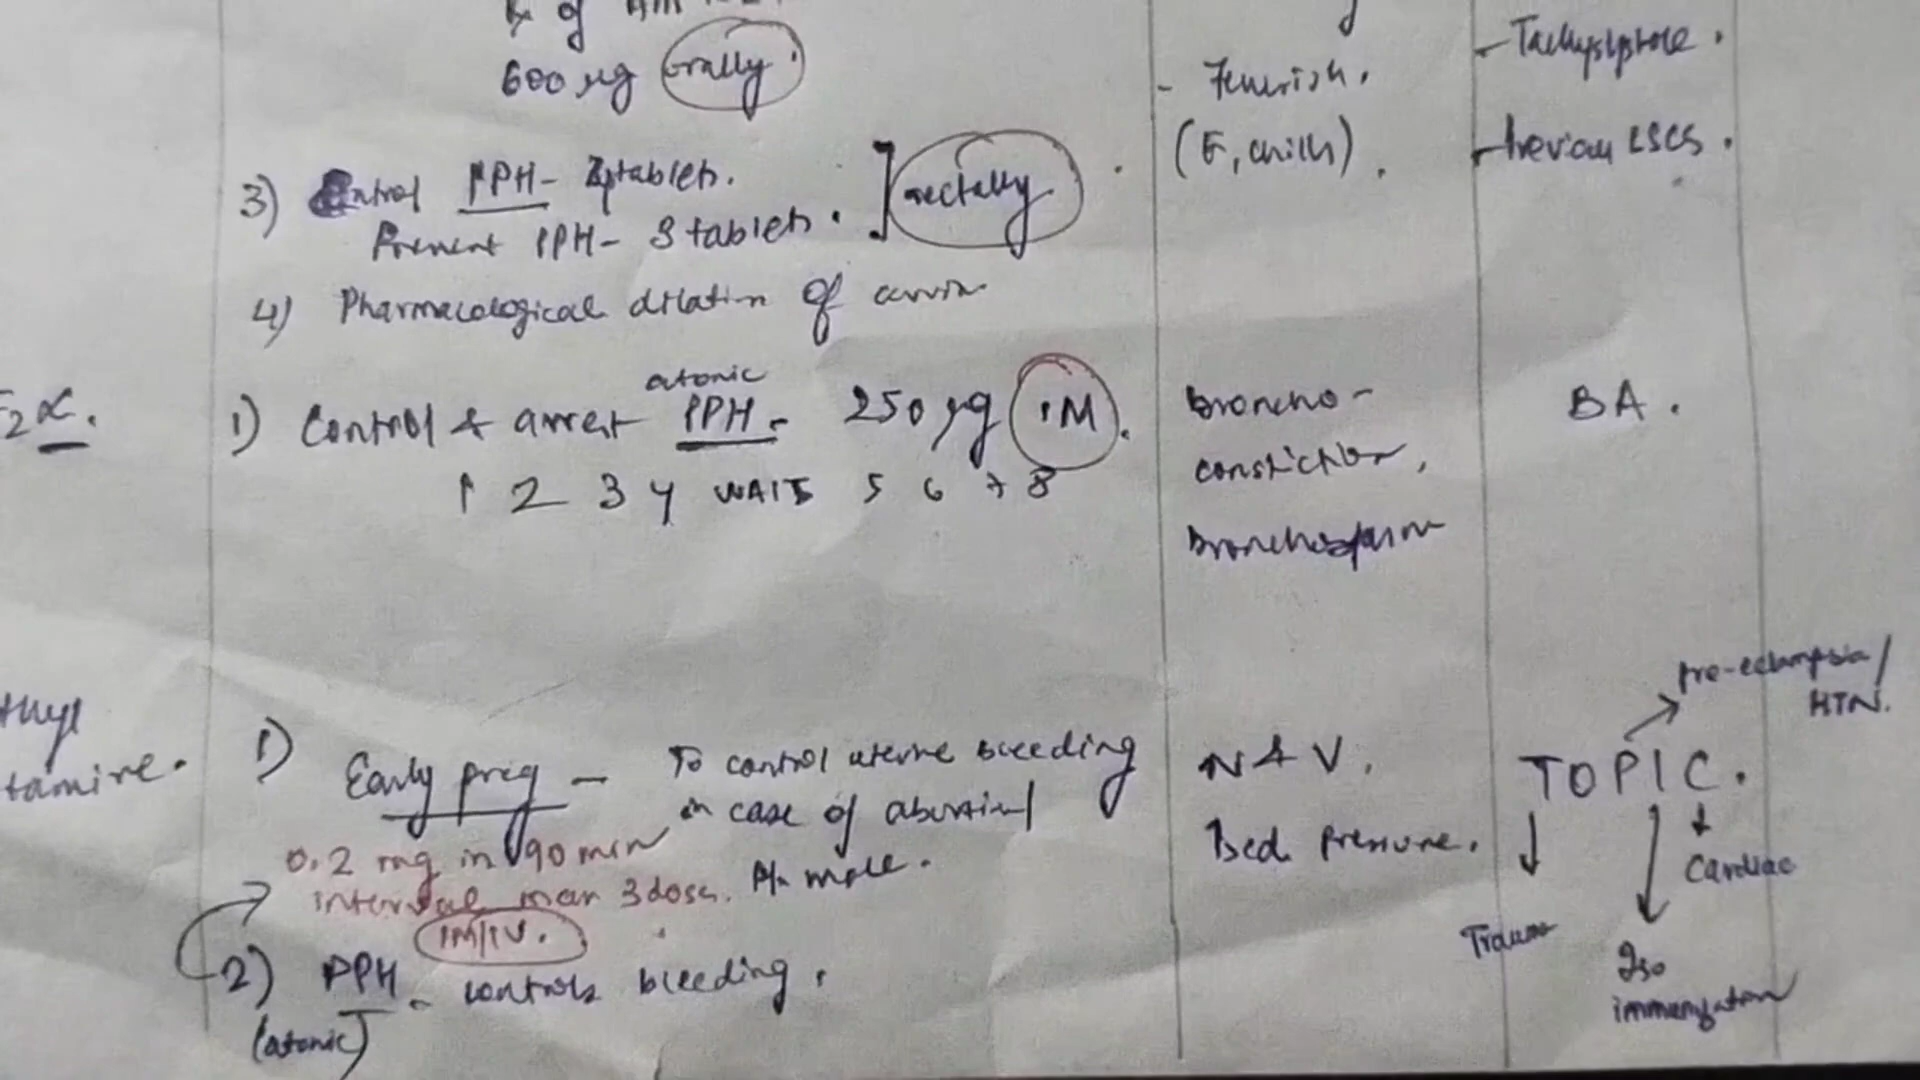 600 µg orally.
3) Control PPH - 4 tablets.
Prevent PPH - 3 tablets.
] rectally
4) Pharmacological dilation of cervix
- Feverish.
(F, chills).
- Tachysystole.
- Previous LSCS.
F2α.
1) Control & arrest atonic PPH - 250 µg IM.
1 2 3 4 WAIT 5 6 7 8
broncho-
constriction,
bronchospasm
BA.
thyl
tamine.
1) Early preg - To control uterine bleeding
in case of abortion/
mole.
0.2 mg in 90 min
interval max 3 doses.
IM/IV.
2) PPH - controls bleeding.
(atonic)
N & V.
pressure.
pre-eclampsia/
HTN.
TOPIC.
Cardiac
Trauma
Iso
immunization